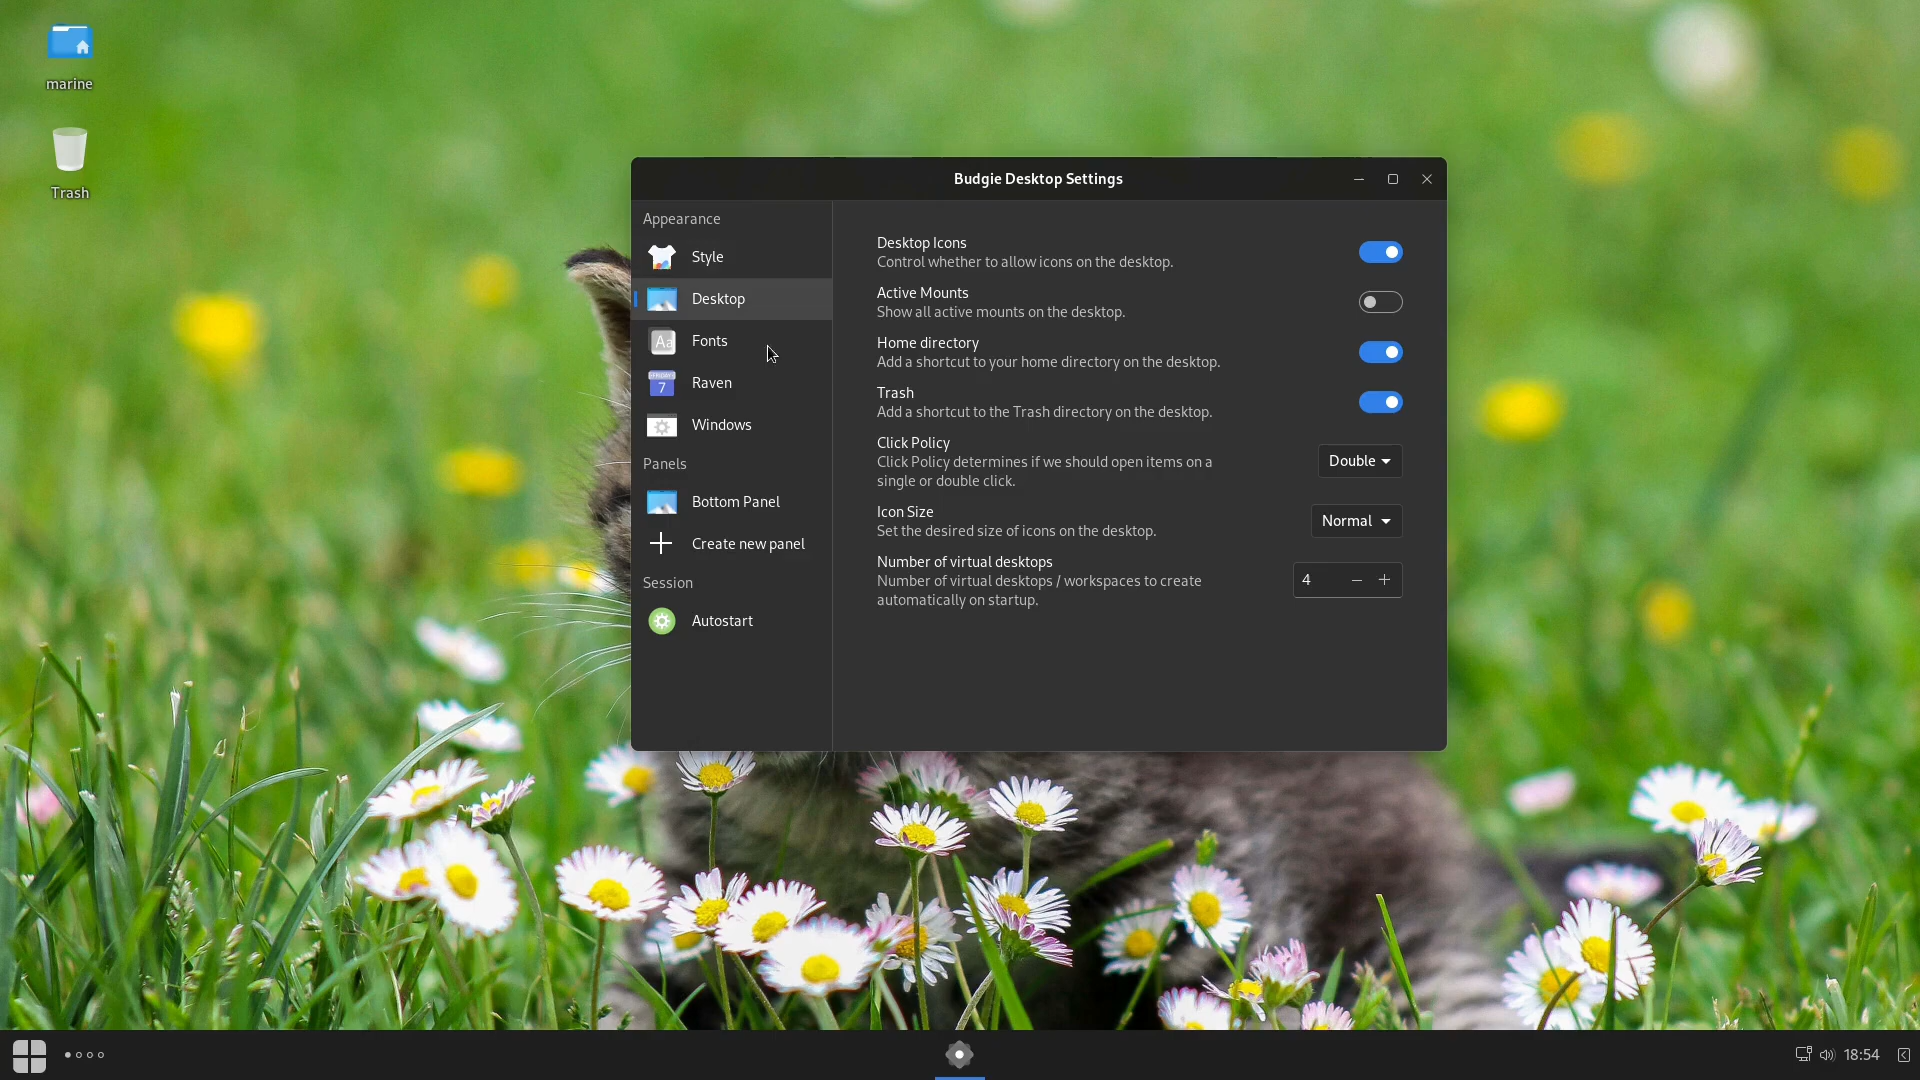 marine
Trash
Budgie Desktop Settings
Appearance
Style
Desktop
Fonts
Raven
Windows
Panels
Bottom Panel
Create new panel
Session
Autostart
Desktop Icons
Control whether to allow icons on the desktop.
Active Mounts
Show all active mounts on the desktop.
Home directory
Add a shortcut to your home directory on the desktop.
Trash
Add a shortcut to the Trash directory on the desktop.
Click Policy
Click Policy determines if we should open items on a
single or double click.
Double
Icon Size
Set the desired size of icons on the desktop.
Normal
Number of virtual desktops
Number of virtual desktops / workspaces to create
automatically on startup.
4
Aa
7
18:54